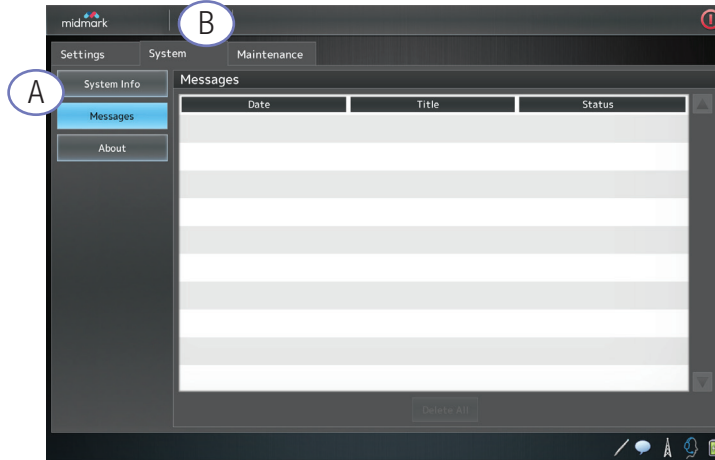 midmark
B
Settings System Maintenance
A
System Info
Messages
Messages
Date Title Status
About
Delete All